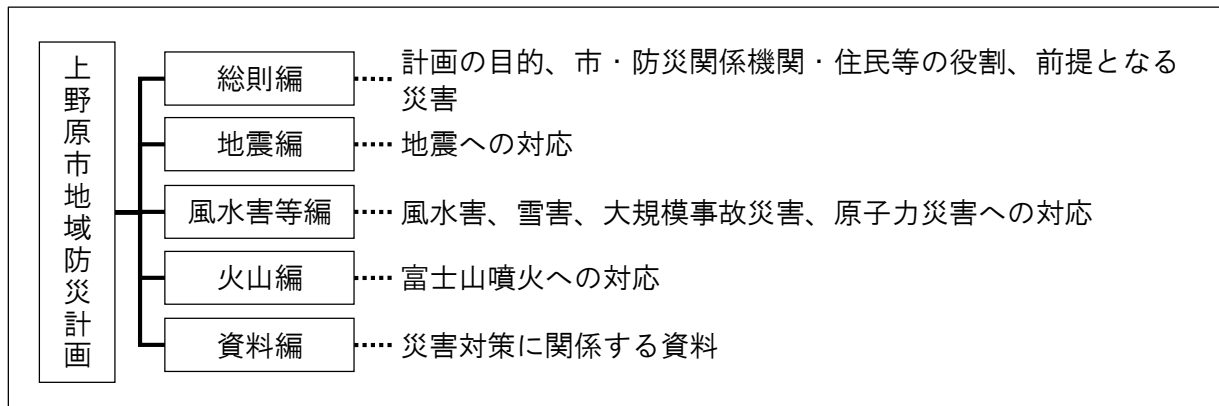 上野原市地域防災計画
総則編
計画の目的、市・防災関係機関・住民等の役割、前提となる
災害
地震編
地震への対応
風水害等編
風水害、雪害、大規模事故災害、原子力災害への対応
火山編
富士山噴火への対応
資料編
災害対策に関係する資料